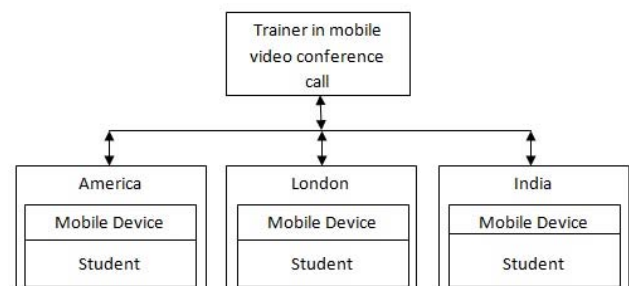 Trainer in mobile
video conference
call
America
London
India
Mobile Device
Mobile Device
Mobile Device
Student
Student
Student